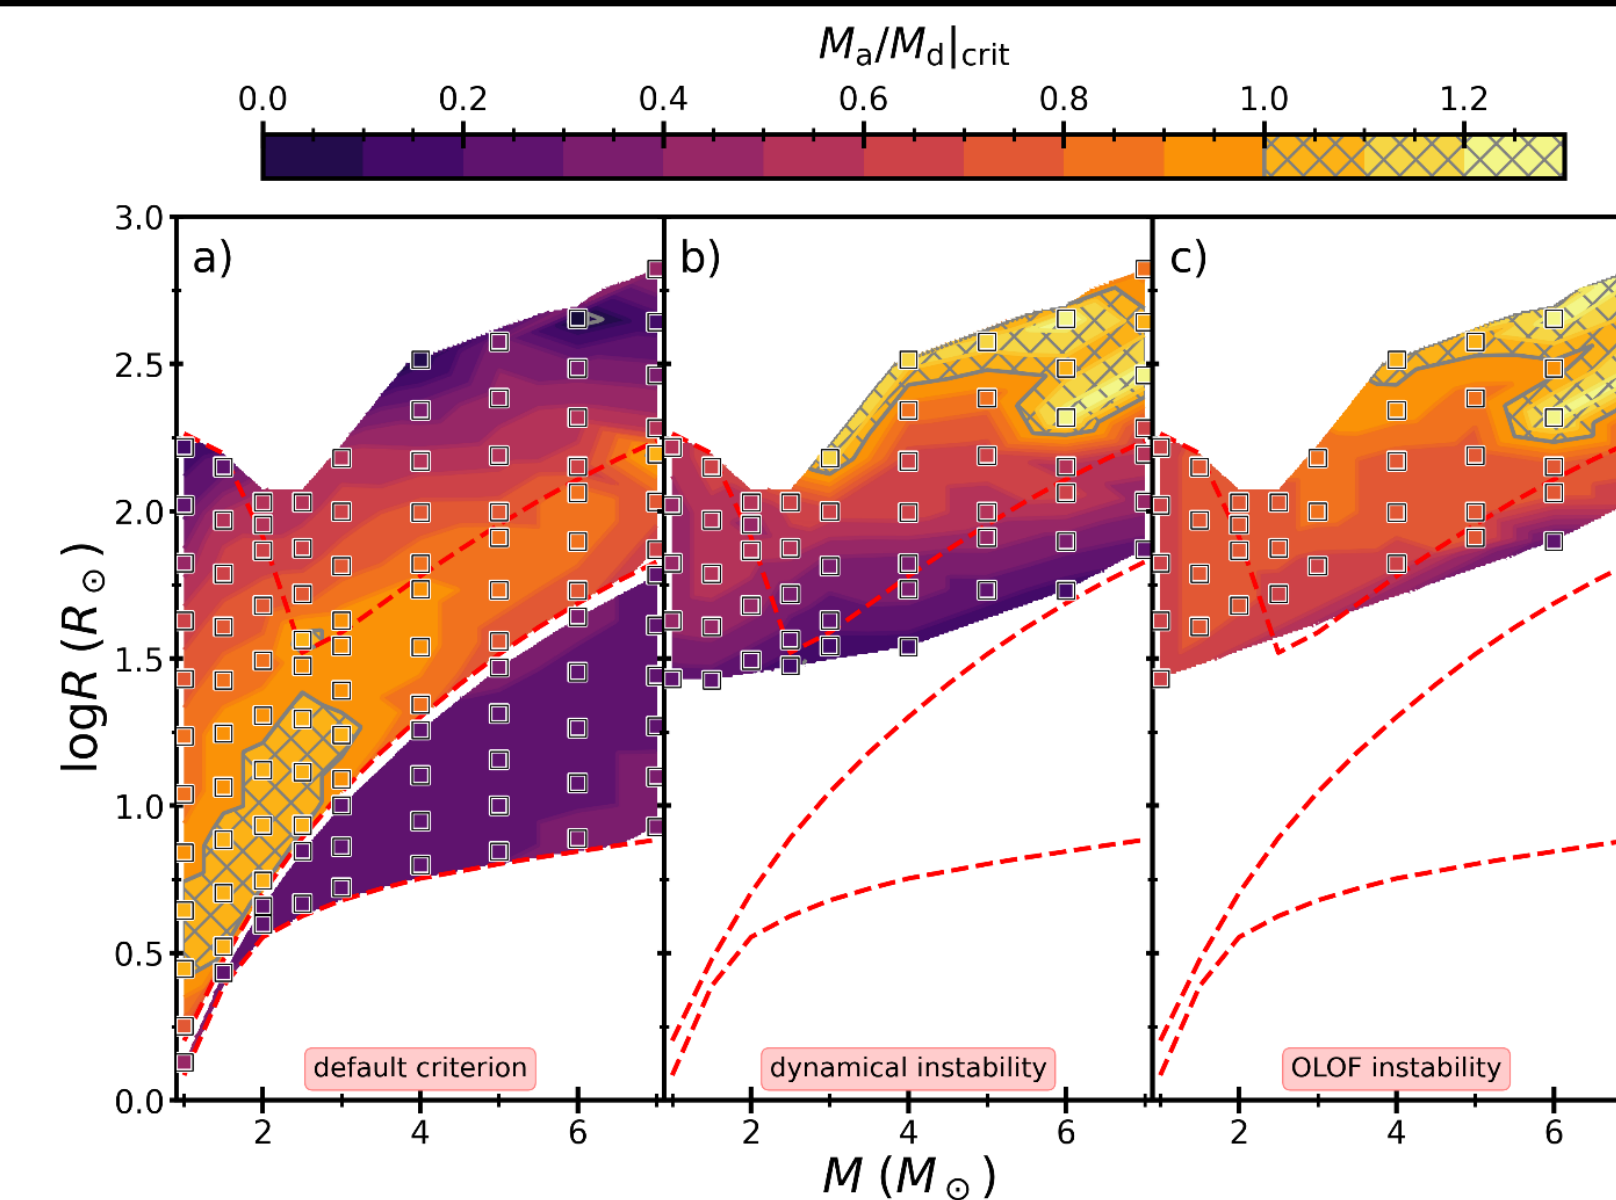 Mₐ/M_d|crit
0.0 0.2 0.4 0.6 0.8 1.0 1.2
3.0
2.5
2.0
1.5
1.0
0.5
0.0
logR (R⊙)
a) b) c)
default criterion dynamical instability OLOF instability
2 4 6 2 4 6 2 4 6
M (M⊙)